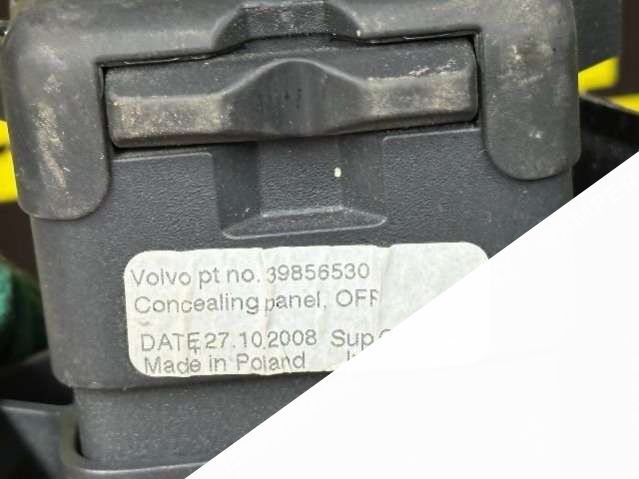 Volvo pt no. 39856530
Concealing panel, OFF
DATE 27.10.2008 Sup
Made in Poland